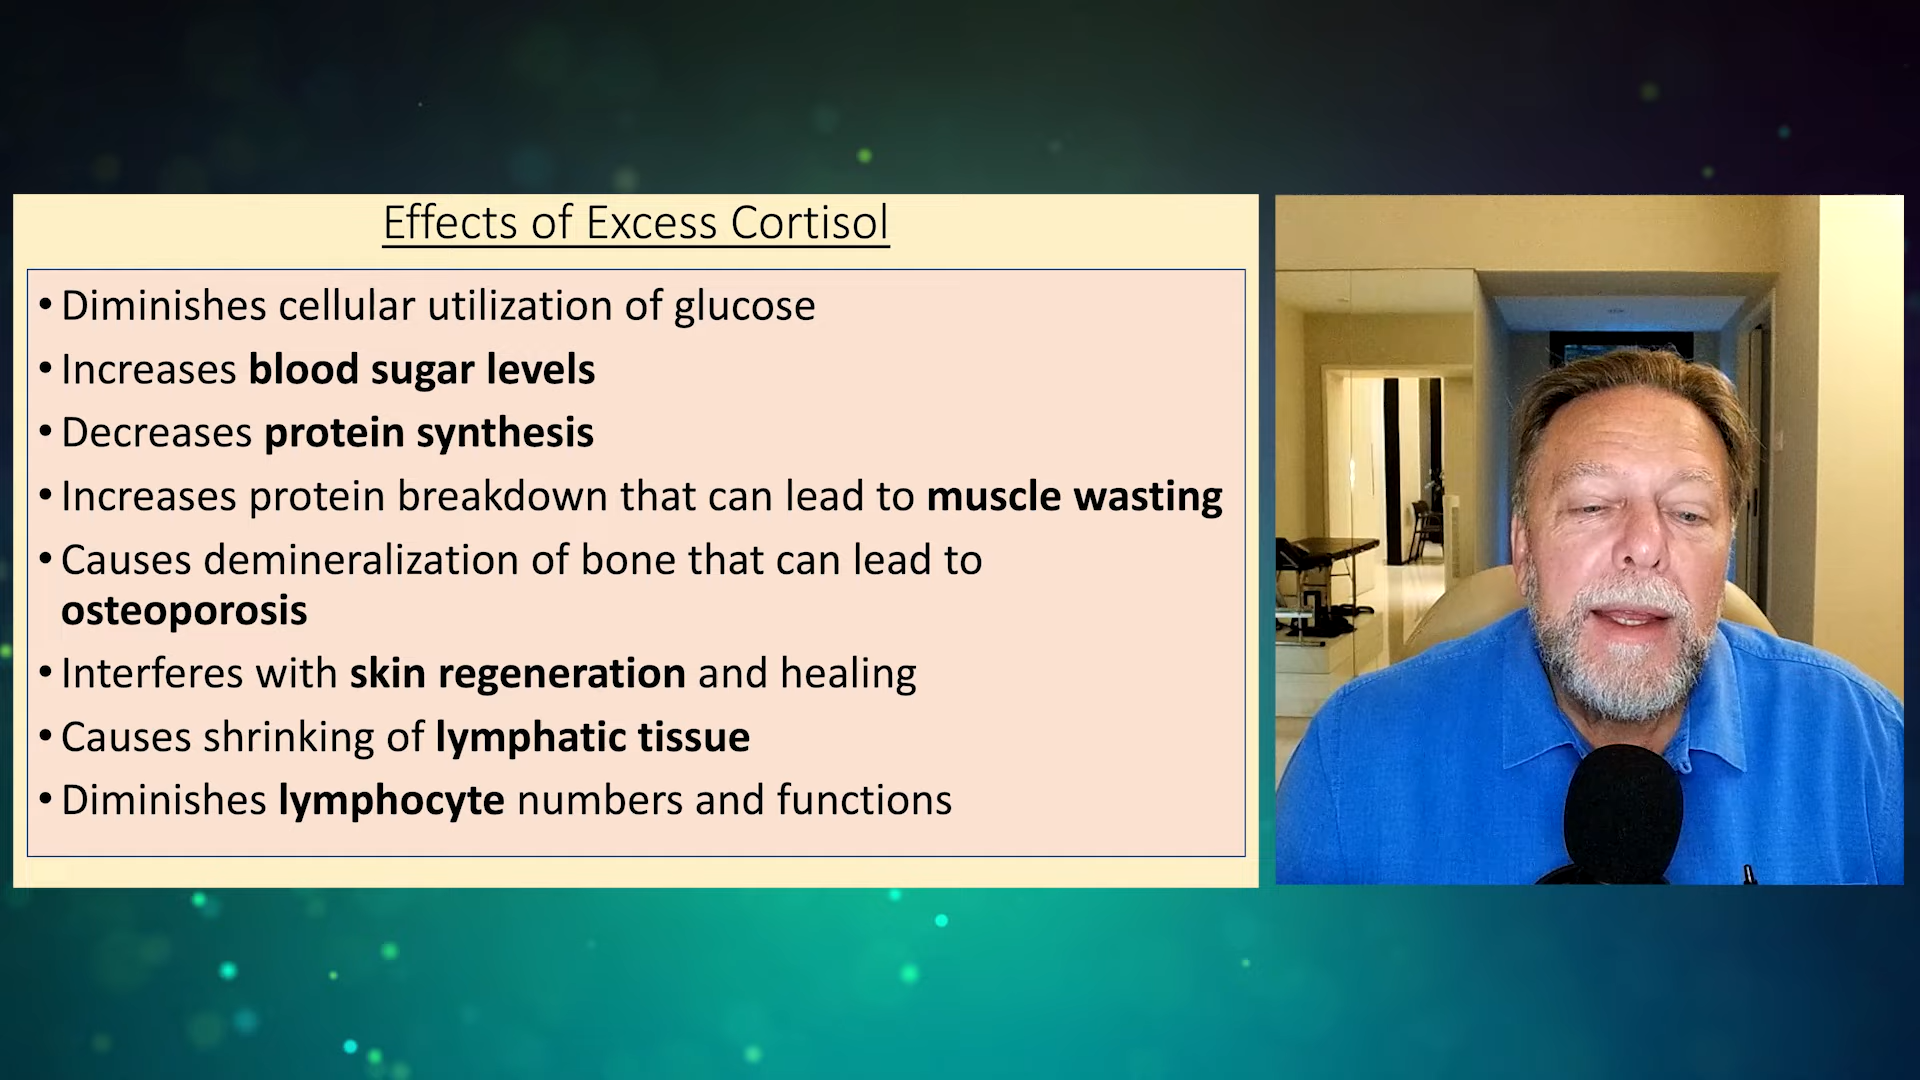 Effects of Excess Cortisol
• Diminishes cellular utilization of glucose
• Increases blood sugar levels
• Decreases protein synthesis
• Increases protein breakdown that can lead to muscle wasting
• Causes demineralization of bone that can lead to
osteoporosis
• Interferes with skin regeneration and healing
• Causes shrinking of lymphatic tissue
• Diminishes lymphocyte numbers and functions